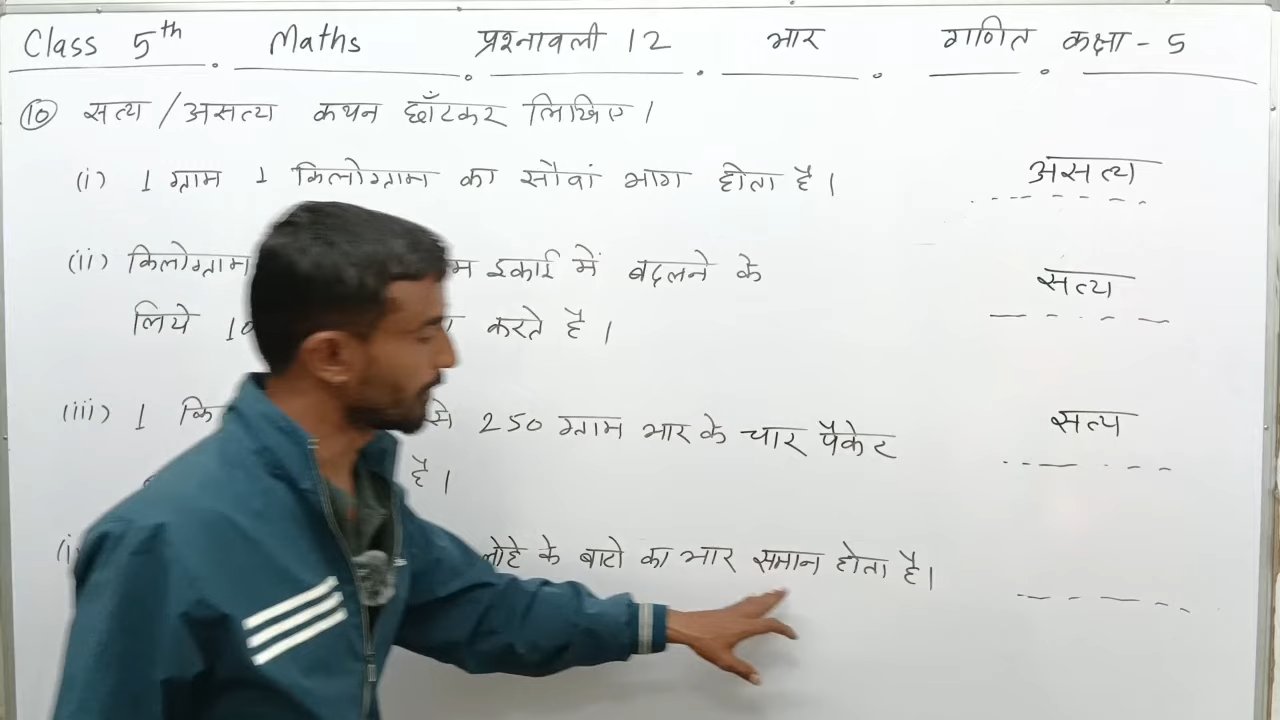 Class 5th . Maths . प्रश्नावली 12 . भार . गणित . कक्षा - 5
(10) सत्य / असत्य कथन छाँटकर लिखिए।
(i) 1 ग्राम 1 किलोग्राम का सौवां भाग होता है। असत्य
(ii) किलोग्राम इकाई में बदलने के सत्य
लिये करते है।
(iii) 1 250 ग्राम भार के चार पैकेट सत्य
है।
लोहे के बाटो का भार समान होता है।